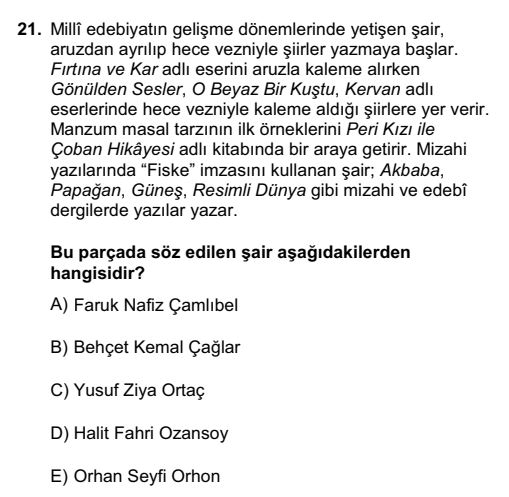 21. Millî edebiyatın gelişme dönemlerinde yetişen şair,
aruzdan ayrılıp hece vezniyle şiirler yazmaya başlar.
Fırtına ve Kar adlı eserini aruzla kaleme alırken
Gönülden Sesler, O Beyaz Bir Kuştu, Kervan adlı
eserlerinde hece vezniyle kaleme aldığı şiirlere yer verir.
Manzum masal tarzının ilk örneklerini Peri Kızı ile
Çoban Hikâyesi adlı kitabında bir araya getirir. Mizahi
yazılarında “Fiske” imzasını kullanan şair; Akbaba,
Papağan, Güneş, Resimli Dünya gibi mizahi ve edebî
dergilerde yazılar yazar.
Bu parçada söz edilen şair aşağıdakilerden
hangisidir?
A) Faruk Nafiz Çamlıbel
B) Behçet Kemal Çağlar
C) Yusuf Ziya Ortaç
D) Halit Fahri Ozansoy
E) Orhan Seyfi Orhon